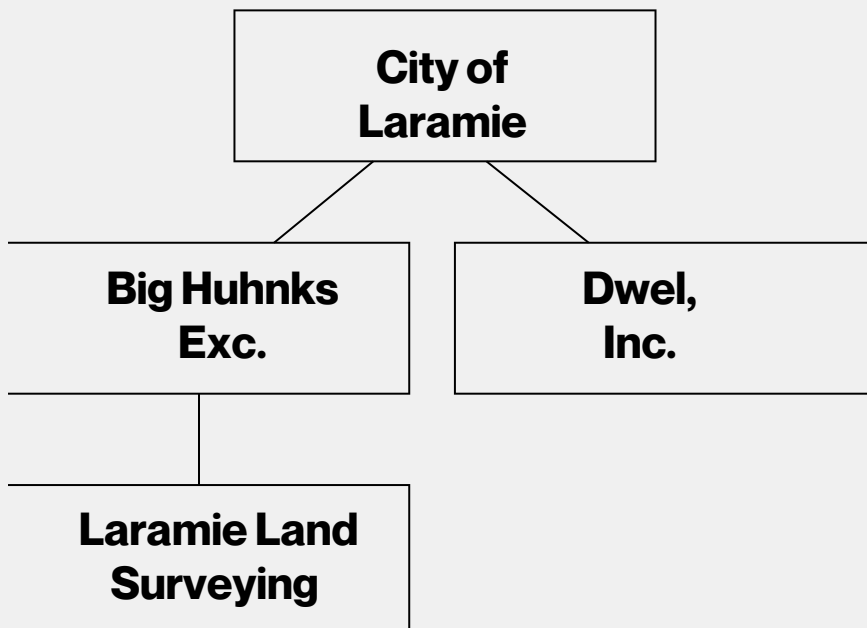 City of
Laramie
Big Huhnks
Exc.
Dwel,
Inc.
Laramie Land
Surveying